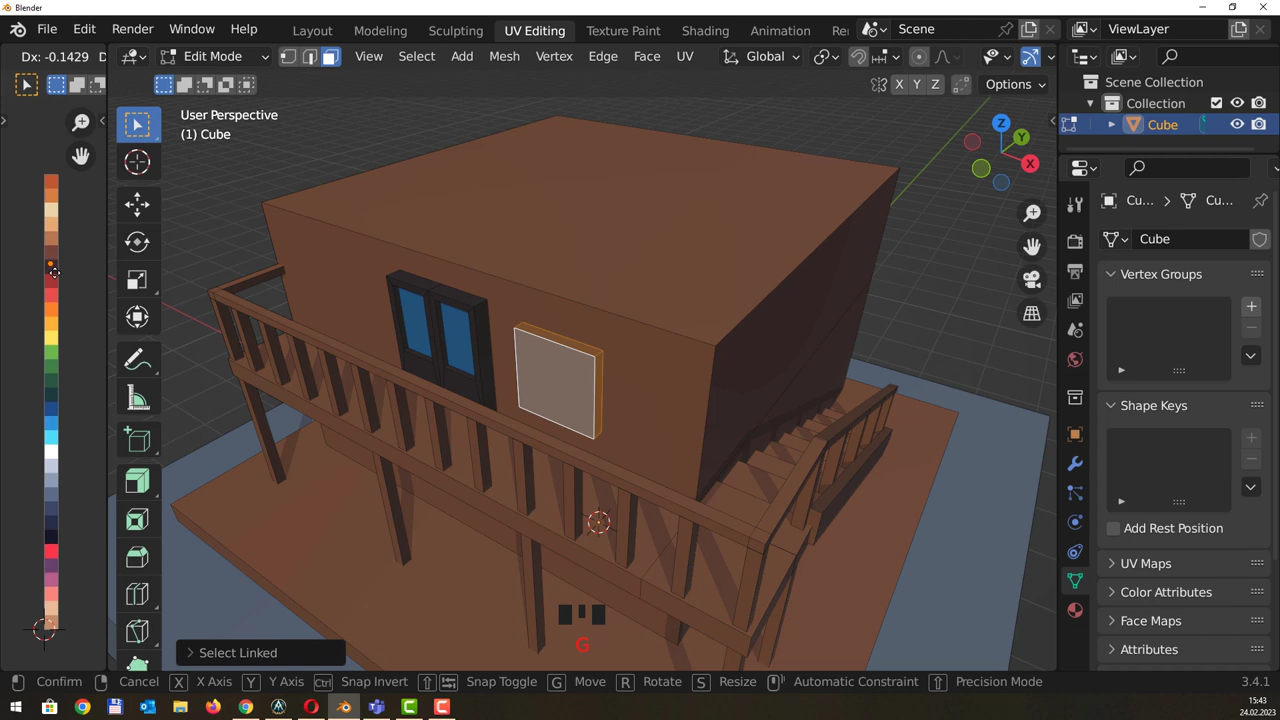 Blender
File Edit Render Window Help Layout Modeling Sculpting UV Editing Texture Paint Shading Animation Re Scene ViewLayer
Dx: -0.1429 D Edit Mode View Select Add Mesh Vertex Edge Face UV Global
X Y Z Options
Scene Collection
Collection
Cube
User Perspective
(1) Cube
Z
Y
X
Cu... Cu...
Cube
Vertex Groups
Shape Keys
Add Rest Position
UV Maps
Color Attributes
Face Maps
Attributes
G
Select Linked
Confirm Cancel X X Axis Y Y Axis Ctrl Snap Invert Snap Toggle G Move R Rotate S Resize Automatic Constraint Precision Mode 3.4.1
15:43
24.02.2023